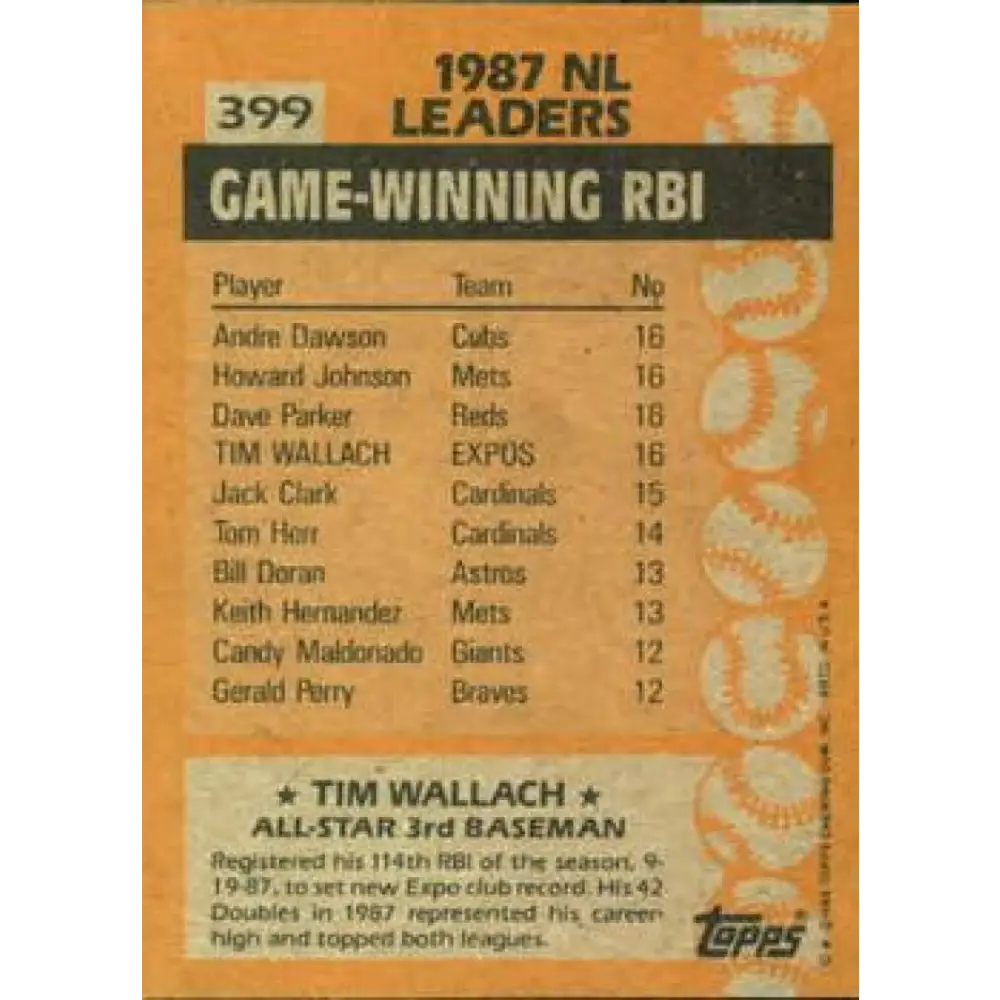 399
1987 NL
LEADERS
GAME-WINNING RBI
Player Team No
Andre Dawson Cubs 16
Howard Johnson Mets 16
Dave Parker Reds 16
TIM WALLACH EXPOS 16
Jack Clark Cardinals 15
Tom Herr Cardinals 14
Bill Doran Astros 13
Keith Hernandez Mets 13
Candy Maldonado Giants 12
Gerald Perry Braves 12
★ TIM WALLACH ★
ALL-STAR 3rd BASEMAN
Registered his 114th RBI of the season, 9-
19-87, to set new Expo club record. His 42
Doubles in 1987 represented his career
high and topped both leagues.
Topps®